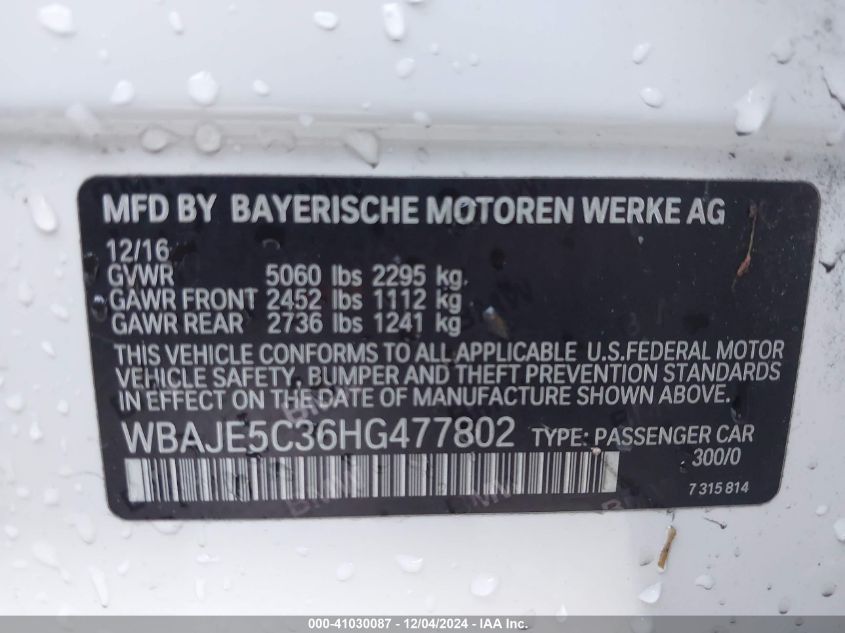 MFD BY BAYERISCHE MOTOREN WERKE AG
12/16
GVWR 5060 lbs 2295 kg
GAWR FRONT 2452 lbs 1112 kg
GAWR REAR 2736 lbs 1241 kg
THIS VEHICLE CONFORMS TO ALL APPLICABLE U.S.FEDERAL MOTOR
VEHICLE SAFETY, BUMPER AND THEFT PREVENTION STANDARDS
IN EFFECT ON THE DATE OF MANUFACTURE SHOWN ABOVE.
WBAJE5C36HG477802 TYPE: PASSENGER CAR
300/0
7 315 814
000-41030087 - 12/04/2024 - IAA Inc.